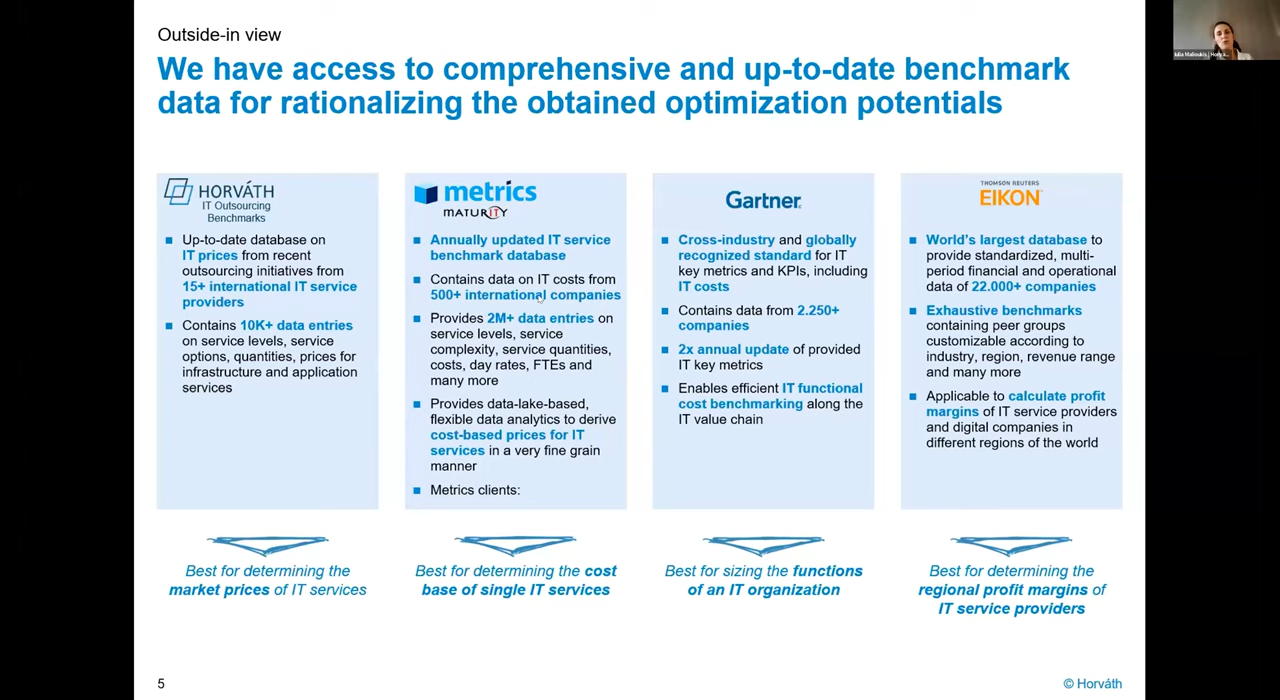 Outside-in view
We have access to comprehensive and up-to-date benchmark
data for rationalizing the obtained optimization potentials
HORVÁTH
IT Outsourcing
Benchmarks
■ Up-to-date database on
IT prices from recent
outsourcing initiatives from
15+ international IT service
providers
■ Contains 10K+ data entries
on service levels, service
options, quantities, prices for
infrastructure and application
services
Best for determining the
market prices of IT services
metrics
MATURITY
■ Annually updated IT service
benchmark database
■ Contains data on IT costs from
500+ international companies
■ Provides 2M+ data entries on
service levels, service
complexity, service quantities,
costs, day rates, FTEs and
many more
■ Provides data-lake-based,
flexible data analytics to derive
cost-based prices for IT
services in a very fine grain
manner
■ Metrics clients:
Best for determining the cost
base of single IT services
Gartner
■ Cross-industry and globally
recognized standard for IT
key metrics and KPIs, including
IT costs
■ Contains data from 2.250+
companies
■ 2x annual update of provided
IT key metrics
■ Enables efficient IT functional
cost benchmarking along the
IT value chain
Best for sizing the functions
of an IT organization
THOMSON REUTERS
EIKON
■ World's largest database to
provide standardized, multi-
period financial and operational
data of 22.000+ companies
■ Exhaustive benchmarks
containing peer groups
customizable according to
industry, region, revenue range
and many more
■ Applicable to calculate profit
margins of IT service providers
and digital companies in
different regions of the world
Best for determining the
regional profit margins of
IT service providers
5
© Horváth